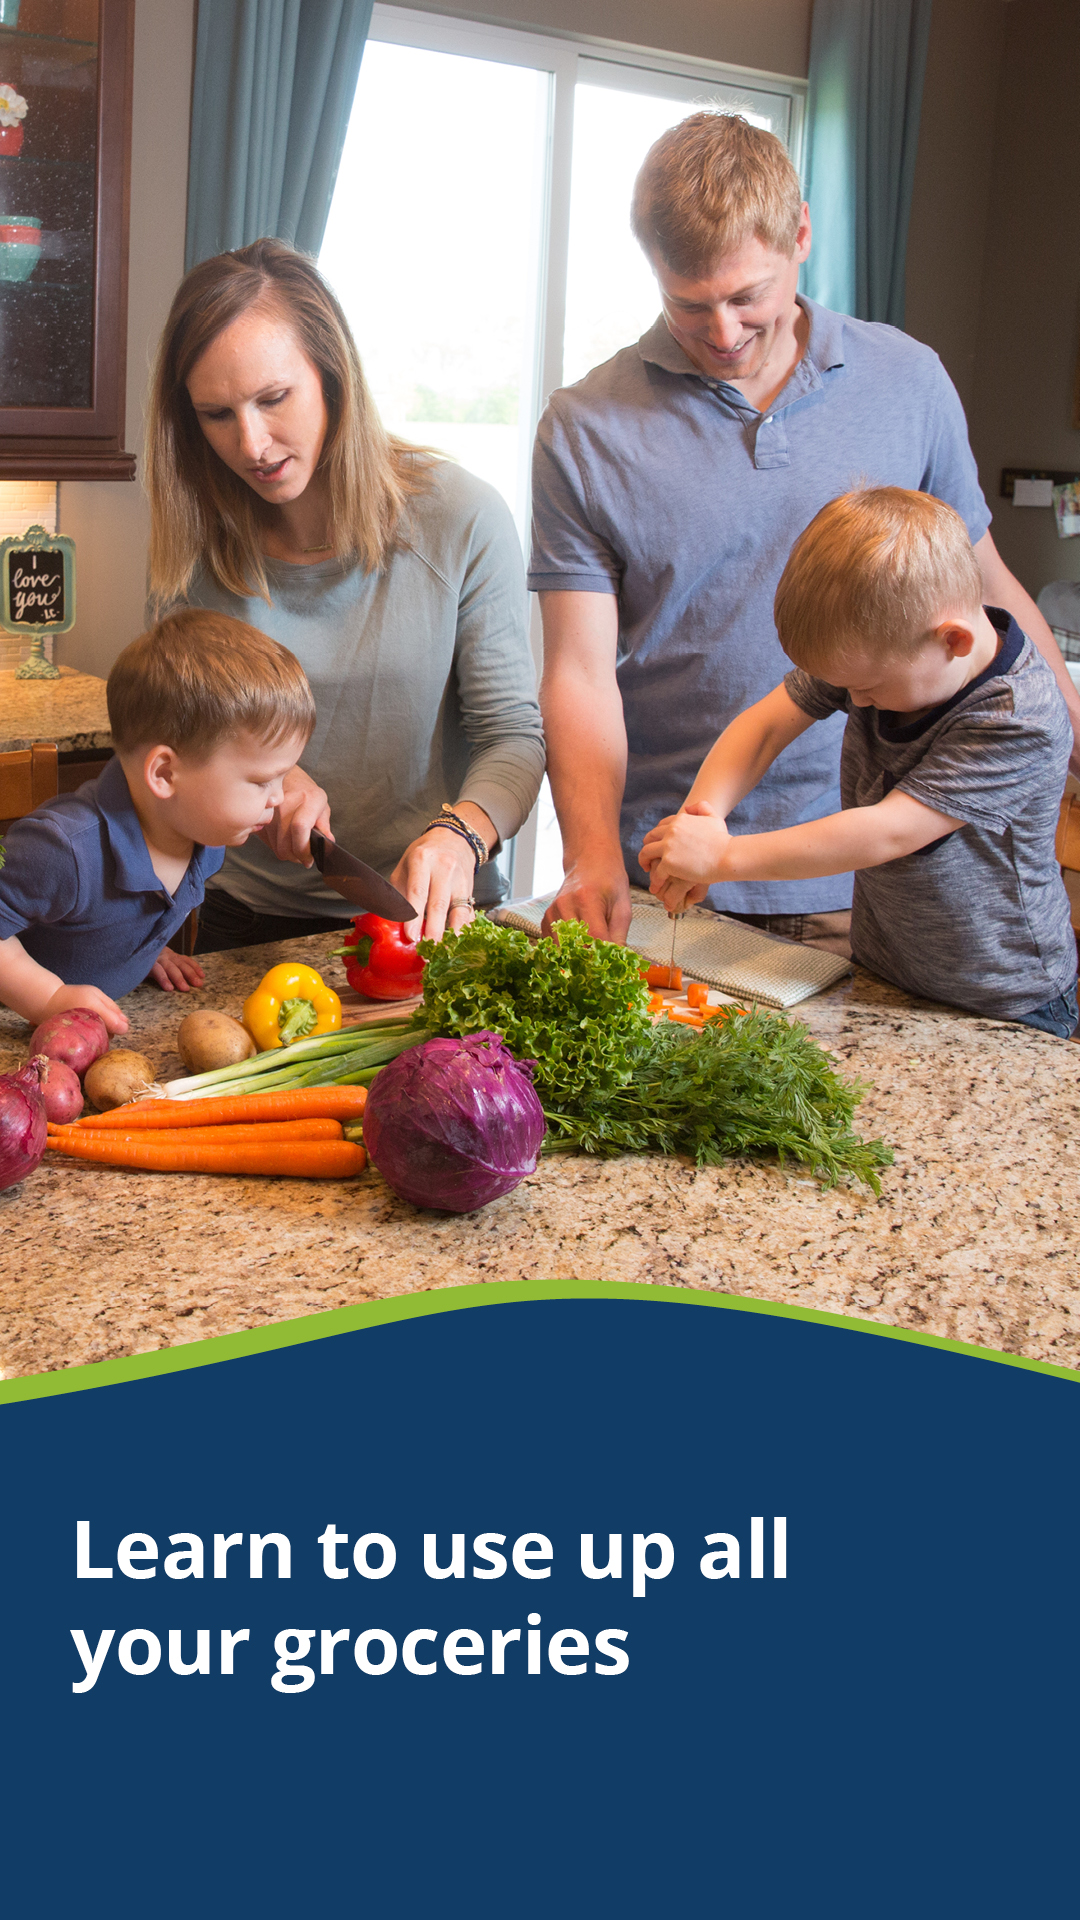 I
love
you
Learn to use up all
your groceries